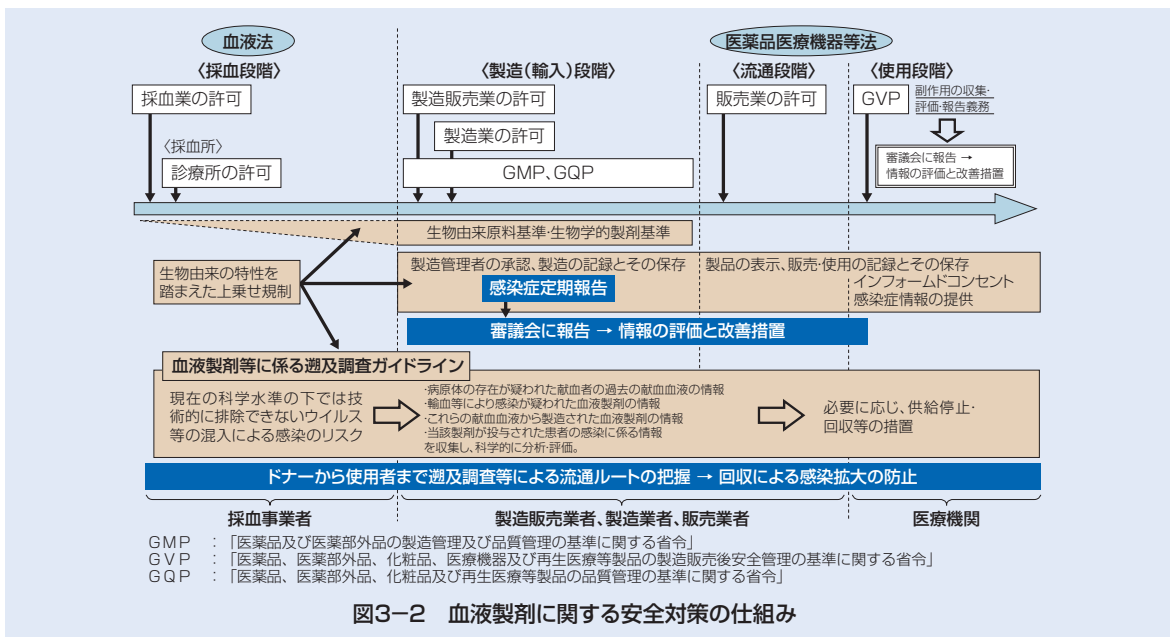 血液法
医薬品医療機器等法
〈採血段階〉
〈製造(輸入)段階〉
〈流通段階〉
〈使用段階〉
採血業の許可
製造販売業の許可
販売業の許可
GVP
副作用の収集・
評価・報告義務
製造業の許可
〈採血所〉
診療所の許可
GMP、GQP
審議会に報告 →
情報の評価と改善措置
生物由来原料基準・生物学的製剤基準
生物由来の特性を
踏まえた上乗せ規制
製造管理者の承認、製造の記録とその保存
製品の表示、販売・使用の記録とその保存
インフォームドコンセント
感染症情報の提供
感染症定期報告
審議会に報告 → 情報の評価と改善措置
血液製剤等に係る遡及調査ガイドライン
現在の科学水準の下では技
術的に排除できないウイルス
等の混入による感染のリスク
・病原体の存在が疑われた献血者の過去の献血血液の情報
・輸血等により感染が疑われた血液製剤の情報
・これらの献血血液から製造された血液製剤の情報
・当該製剤が投与された患者の感染に係る情報
を収集し、科学的に分析・評価。
必要に応じ、供給停止・
回収等の措置
ドナーから使用者まで遡及調査等による流通ルートの把握 → 回収による感染拡大の防止
採血事業者
製造販売業者、製造業者、販売業者
医療機関
GMP :「医薬品及び医薬部外品の製造管理及び品質管理の基準に関する省令」
GVP :「医薬品、医薬部外品、化粧品、医療機器及び再生医療等製品の製造販売後安全管理の基準に関する省令」
GQP :「医薬品、医薬部外品、化粧品及び再生医療等製品の品質管理の基準に関する省令」
図3-2 血液製剤に関する安全対策の仕組み